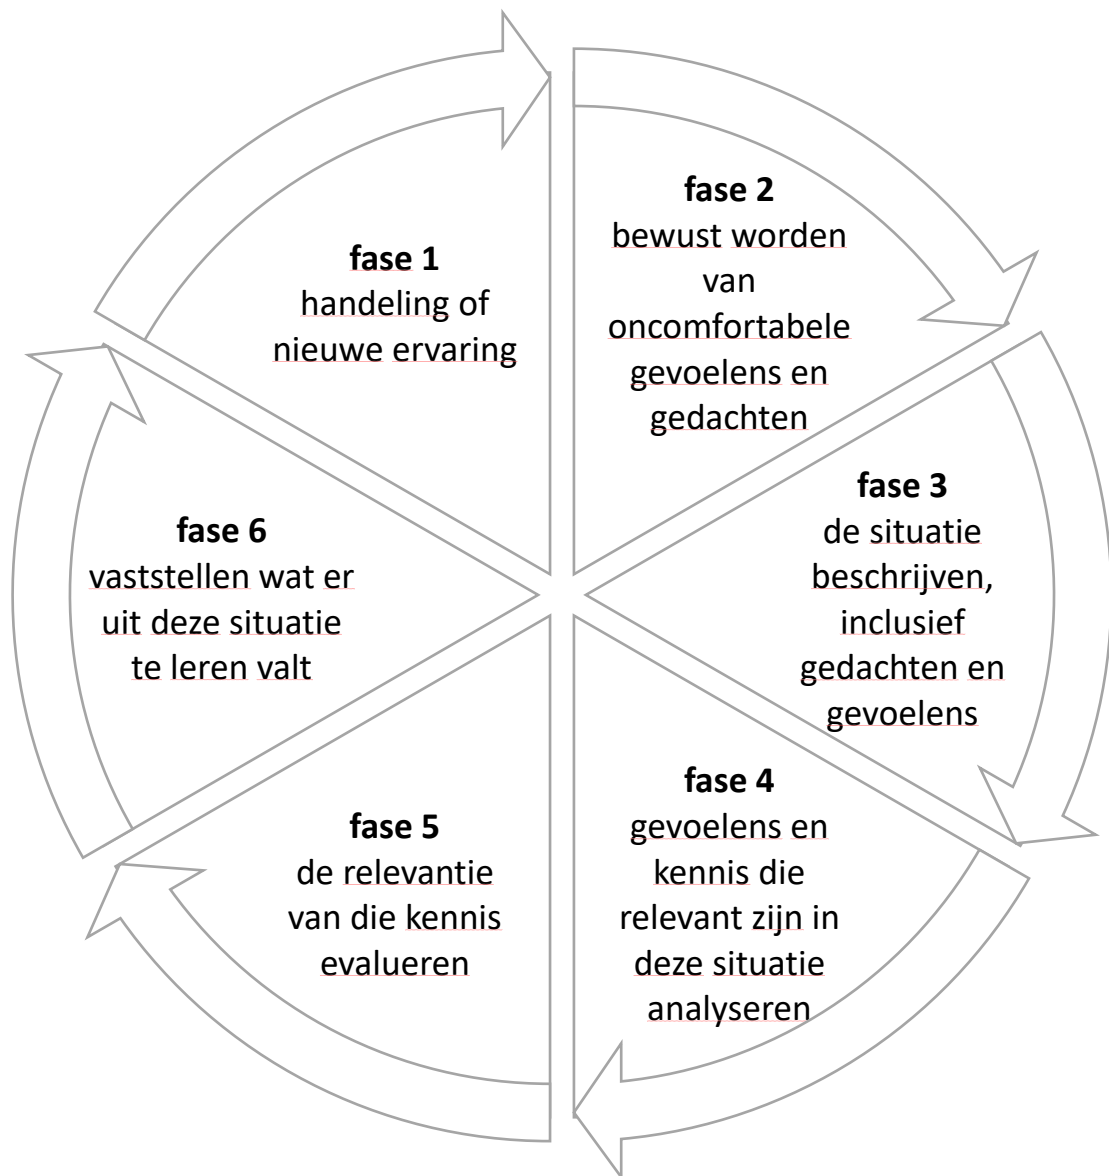 fase 1
handeling of
nieuwe ervaring
fase 2
bewust worden
van
oncomfortabele
gevoelens en
gedachten
fase 3
de situatie
beschrijven,
inclusief
gedachten en
gevoelens
fase 4
gevoelens en
kennis die
relevant zijn in
deze situatie
analyseren
fase 5
de relevantie
van die kennis
evalueren
fase 6
vaststellen wat er
uit deze situatie
te leren valt